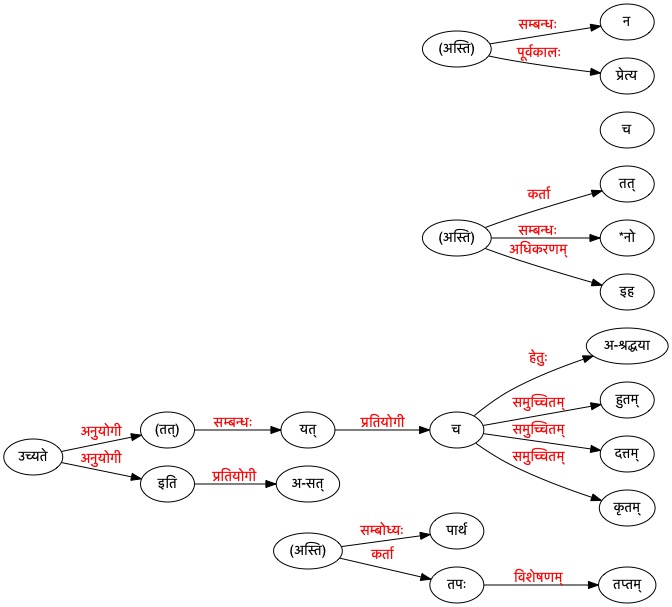 सम्बन्धः
न
(अस्ति)
पूर्वकालः
प्रेत्य
च
तत्
कर्ता
(अस्ति)
सम्बन्धः
*नो
अधिकरणम्
इह
अ-श्रद्धया
हेतुः
समुच्चितम्
हुतम्
उच्यते
अनुयोगी
(तत्)
सम्बन्धः
यत्
प्रतियोगी
च
समुच्चितम्
दत्तम्
अनुयोगी
इति
प्रतियोगी
अ-सत्
समुच्चितम्
कृतम्
(अस्ति)
सम्बोध्यः
पार्थ
कर्ता
तपः
विशेषणम्
तप्तम्